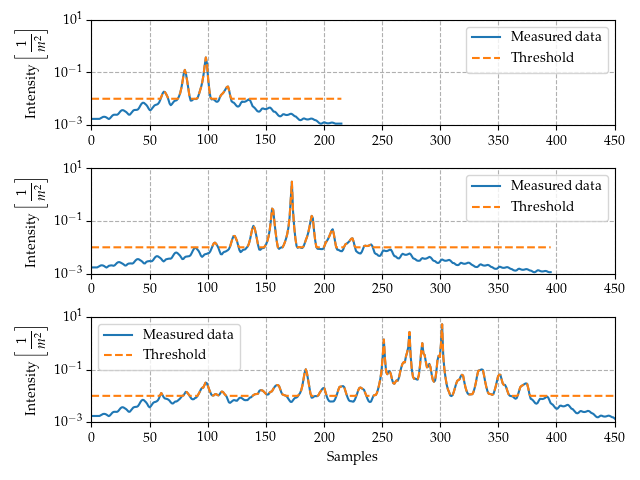 10^1
10^{-1}
10^{-3}
Intensity [1/m^2]
Measured data
Threshold
0 50 100 150 200 250 300 350 400 450
10^1
10^{-1}
10^{-3}
Intensity [1/m^2]
Measured data
Threshold
0 50 100 150 200 250 300 350 400 450
10^1
10^{-1}
10^{-3}
Intensity [1/m^2]
Measured data
Threshold
0 50 100 150 200 250 300 350 400 450
Samples